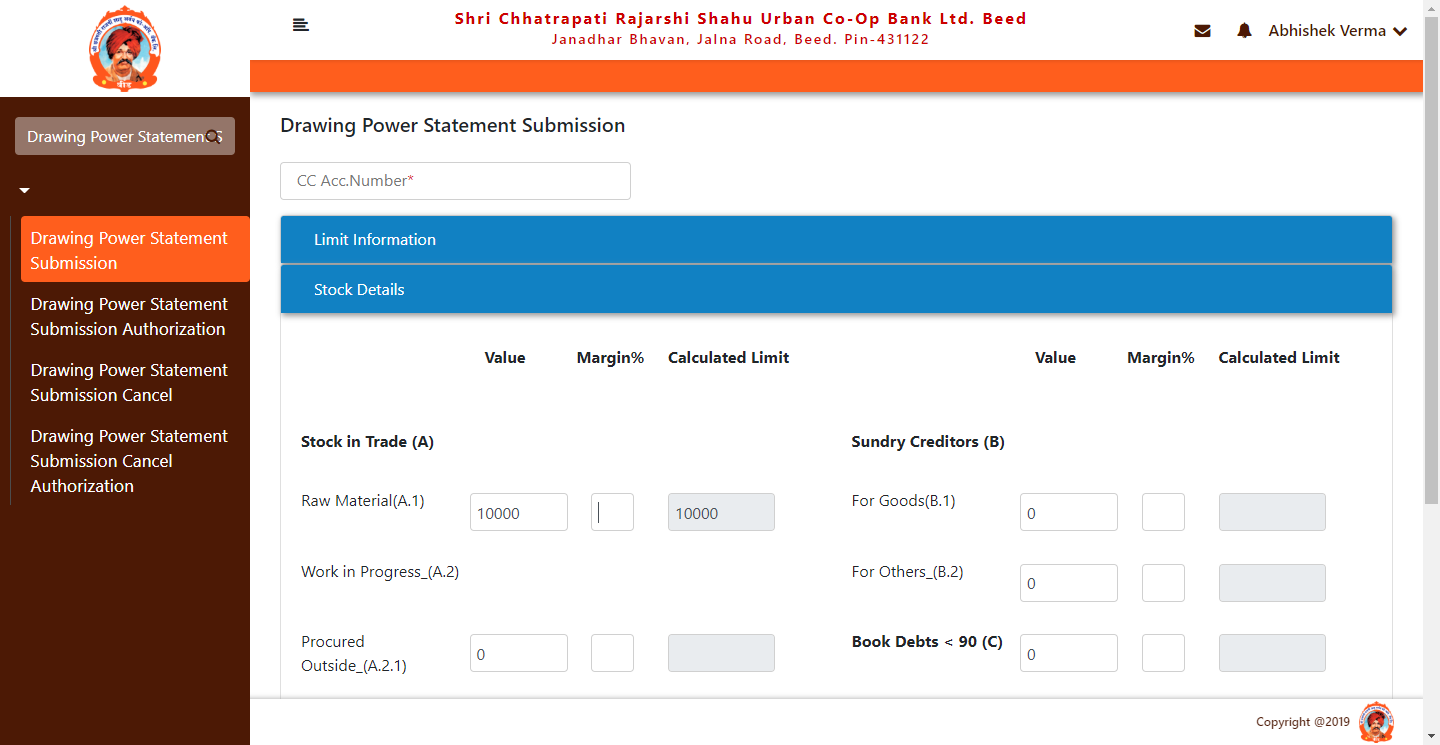 Shri Chhatrapati Rajarshi Shahu Urban Co-Op Bank Ltd. Beed
Janadhar Bhavan, Jalna Road, Beed. Pin-431122
Abhishek Verma
Drawing Power Statement
Drawing Power Statement Submission
CC Acc.Number*
Drawing Power Statement
Submission
Drawing Power Statement
Submission Authorization
Drawing Power Statement
Submission Cancel
Drawing Power Statement
Submission Cancel
Authorization
Limit Information
Stock Details
Value Margin% Calculated Limit Value Margin% Calculated Limit
Stock in Trade (A) Sundry Creditors (B)
Raw Material(A.1) 10000 10000 For Goods(B.1) 0
Work in Progress_(A.2) For Others_(B.2) 0
Procured
Outside_(A.2.1) 0 Book Debts < 90 (C) 0
Copyright @2019